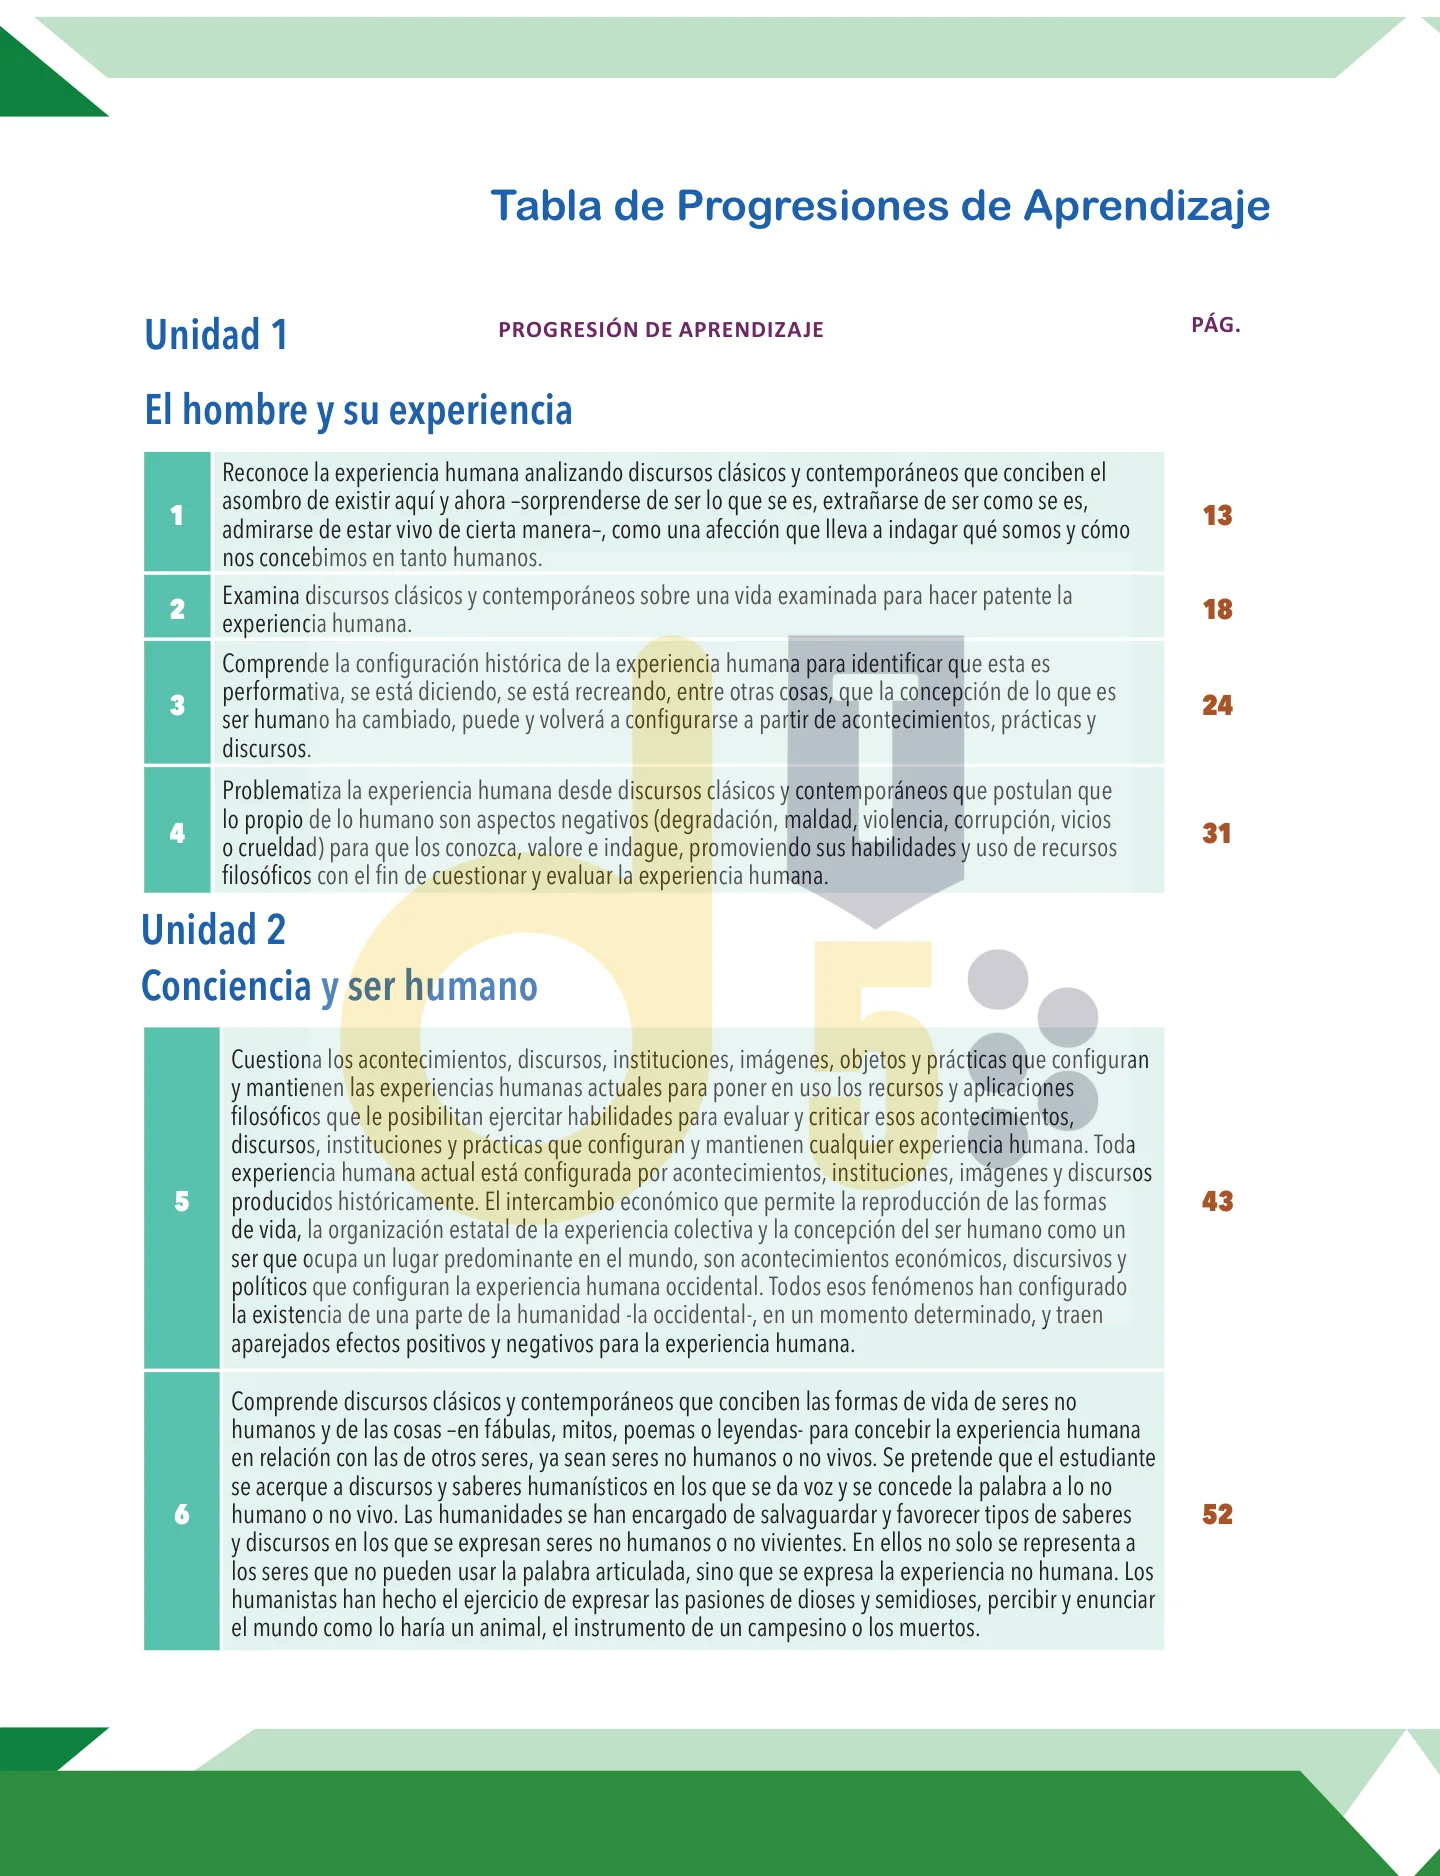 Tabla de Progresiones de Aprendizaje
Unidad 1
PROGRESIÓN DE APRENDIZAJE
PÁG.
El hombre y su experiencia
1
Reconoce la experiencia humana analizando discursos clásicos y contemporáneos que conciben el
asombro de existir aquí y ahora –sorprenderse de ser lo que se es, extrañarse de ser como se es,
admirarse de estar vivo de cierta manera–, como una afección que lleva a indagar qué somos y cómo
nos concebimos en tanto humanos.
13
2
Examina discursos clásicos y contemporáneos sobre una vida examinada para hacer patente la
experiencia humana.
18
3
Comprende la configuración histórica de la experiencia humana para identificar que esta es
performativa, se está diciendo, se está recreando, entre otras cosas, que la concepción de lo que es
ser humano ha cambiado, puede y volverá a configurarse a partir de acontecimientos, prácticas y
discursos.
24
4
Problematiza la experiencia humana desde discursos clásicos y contemporáneos que postulan que
lo propio de lo humano son aspectos negativos (degradación, maldad, violencia, corrupción, vicios
o crueldad) para que los conozca, valore e indague, promoviendo sus habilidades y uso de recursos
filosóficos con el fin de cuestionar y evaluar la experiencia humana.
31
Unidad 2
Conciencia y ser humano
5
Cuestiona los acontecimientos, discursos, instituciones, imágenes, objetos y prácticas que configuran
y mantienen las experiencias humanas actuales para poner en uso los recursos y aplicaciones
filosóficos que le posibilitan ejercitar habilidades para evaluar y criticar esos acontecimientos,
discursos, instituciones y prácticas que configuran y mantienen cualquier experiencia humana. Toda
experiencia humana actual está configurada por acontecimientos, instituciones, imágenes y discursos
producidos históricamente. El intercambio económico que permite la reproducción de las formas
de vida, la organización estatal de la experiencia colectiva y la concepción del ser humano como un
ser que ocupa un lugar predominante en el mundo, son acontecimientos económicos, discursivos y
políticos que configuran la experiencia humana occidental. Todos esos fenómenos han configurado
la existencia de una parte de la humanidad -la occidental-, en un momento determinado, y traen
aparejados efectos positivos y negativos para la experiencia humana.
43
6
Comprende discursos clásicos y contemporáneos que conciben las formas de vida de seres no
humanos y de las cosas –en fábulas, mitos, poemas o leyendas- para concebir la experiencia humana
en relación con las de otros seres, ya sean seres no humanos o no vivos. Se pretende que el estudiante
se acerque a discursos y saberes humanísticos en los que se da voz y se concede la palabra a lo no
humano o no vivo. Las humanidades se han encargado de salvaguardar y favorecer tipos de saberes
y discursos en los que se expresan seres no humanos o no vivientes. En ellos no solo se representa a
los seres que no pueden usar la palabra articulada, sino que se expresa la experiencia no humana. Los
humanistas han hecho el ejercicio de expresar las pasiones de dioses y semidioses, percibir y enunciar
el mundo como lo haría un animal, el instrumento de un campesino o los muertos.
52
d
5